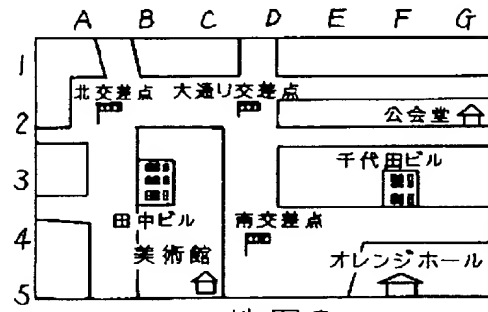 A B C D E F G
1
北交差点 大通り交差点
2
公会堂
3
千代田ビル
田中ビル
南交差点
4
美術館
オレンジホール
5